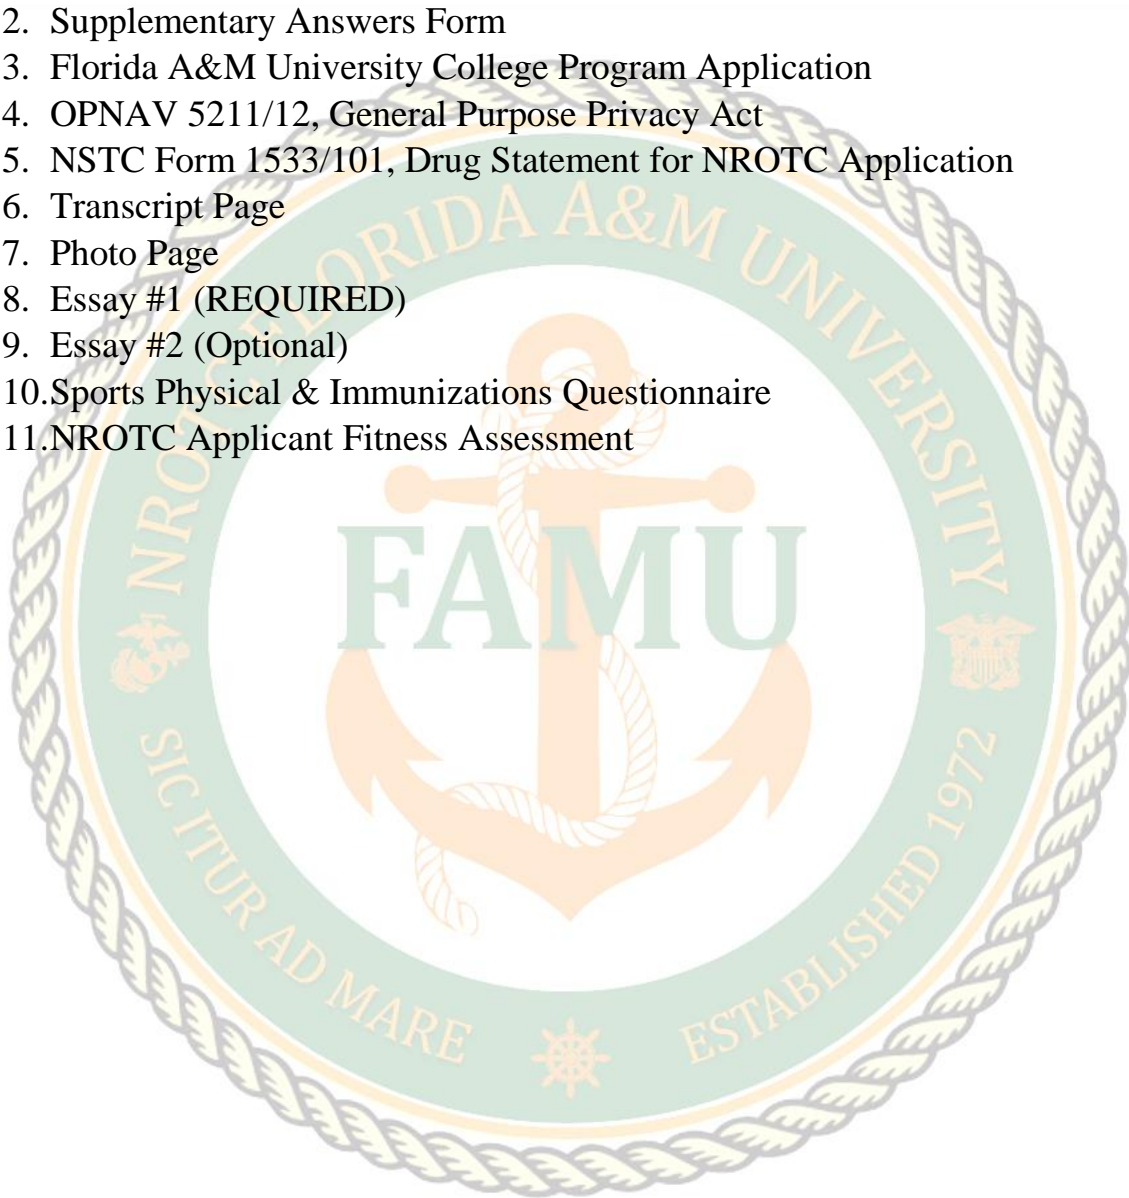 2. Supplementary Answers Form
3. Florida A&M University College Program Application
4. OPNAV 5211/12, General Purpose Privacy Act
5. NSTC Form 1533/101, Drug Statement for NROTC Application
6. Transcript Page
7. Photo Page
8. Essay #1 (REQUIRED)
9. Essay #2 (Optional)
10.Sports Physical & Immunizations Questionnaire
11.NROTC Applicant Fitness Assessment
NROTC FLORIDA A&M UNIVERSITY
FAMU
SIC ITUR AD MARE
ESTABLISHED 1972